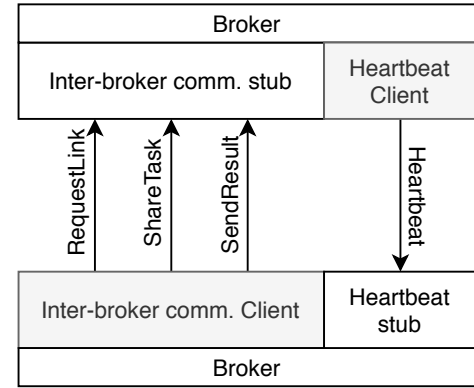 Broker
Inter-broker comm. stub
Heartbeat
Client
RequestLink
ShareTask
SendResult
Heartbeat
Inter-broker comm. Client
Heartbeat
stub
Broker